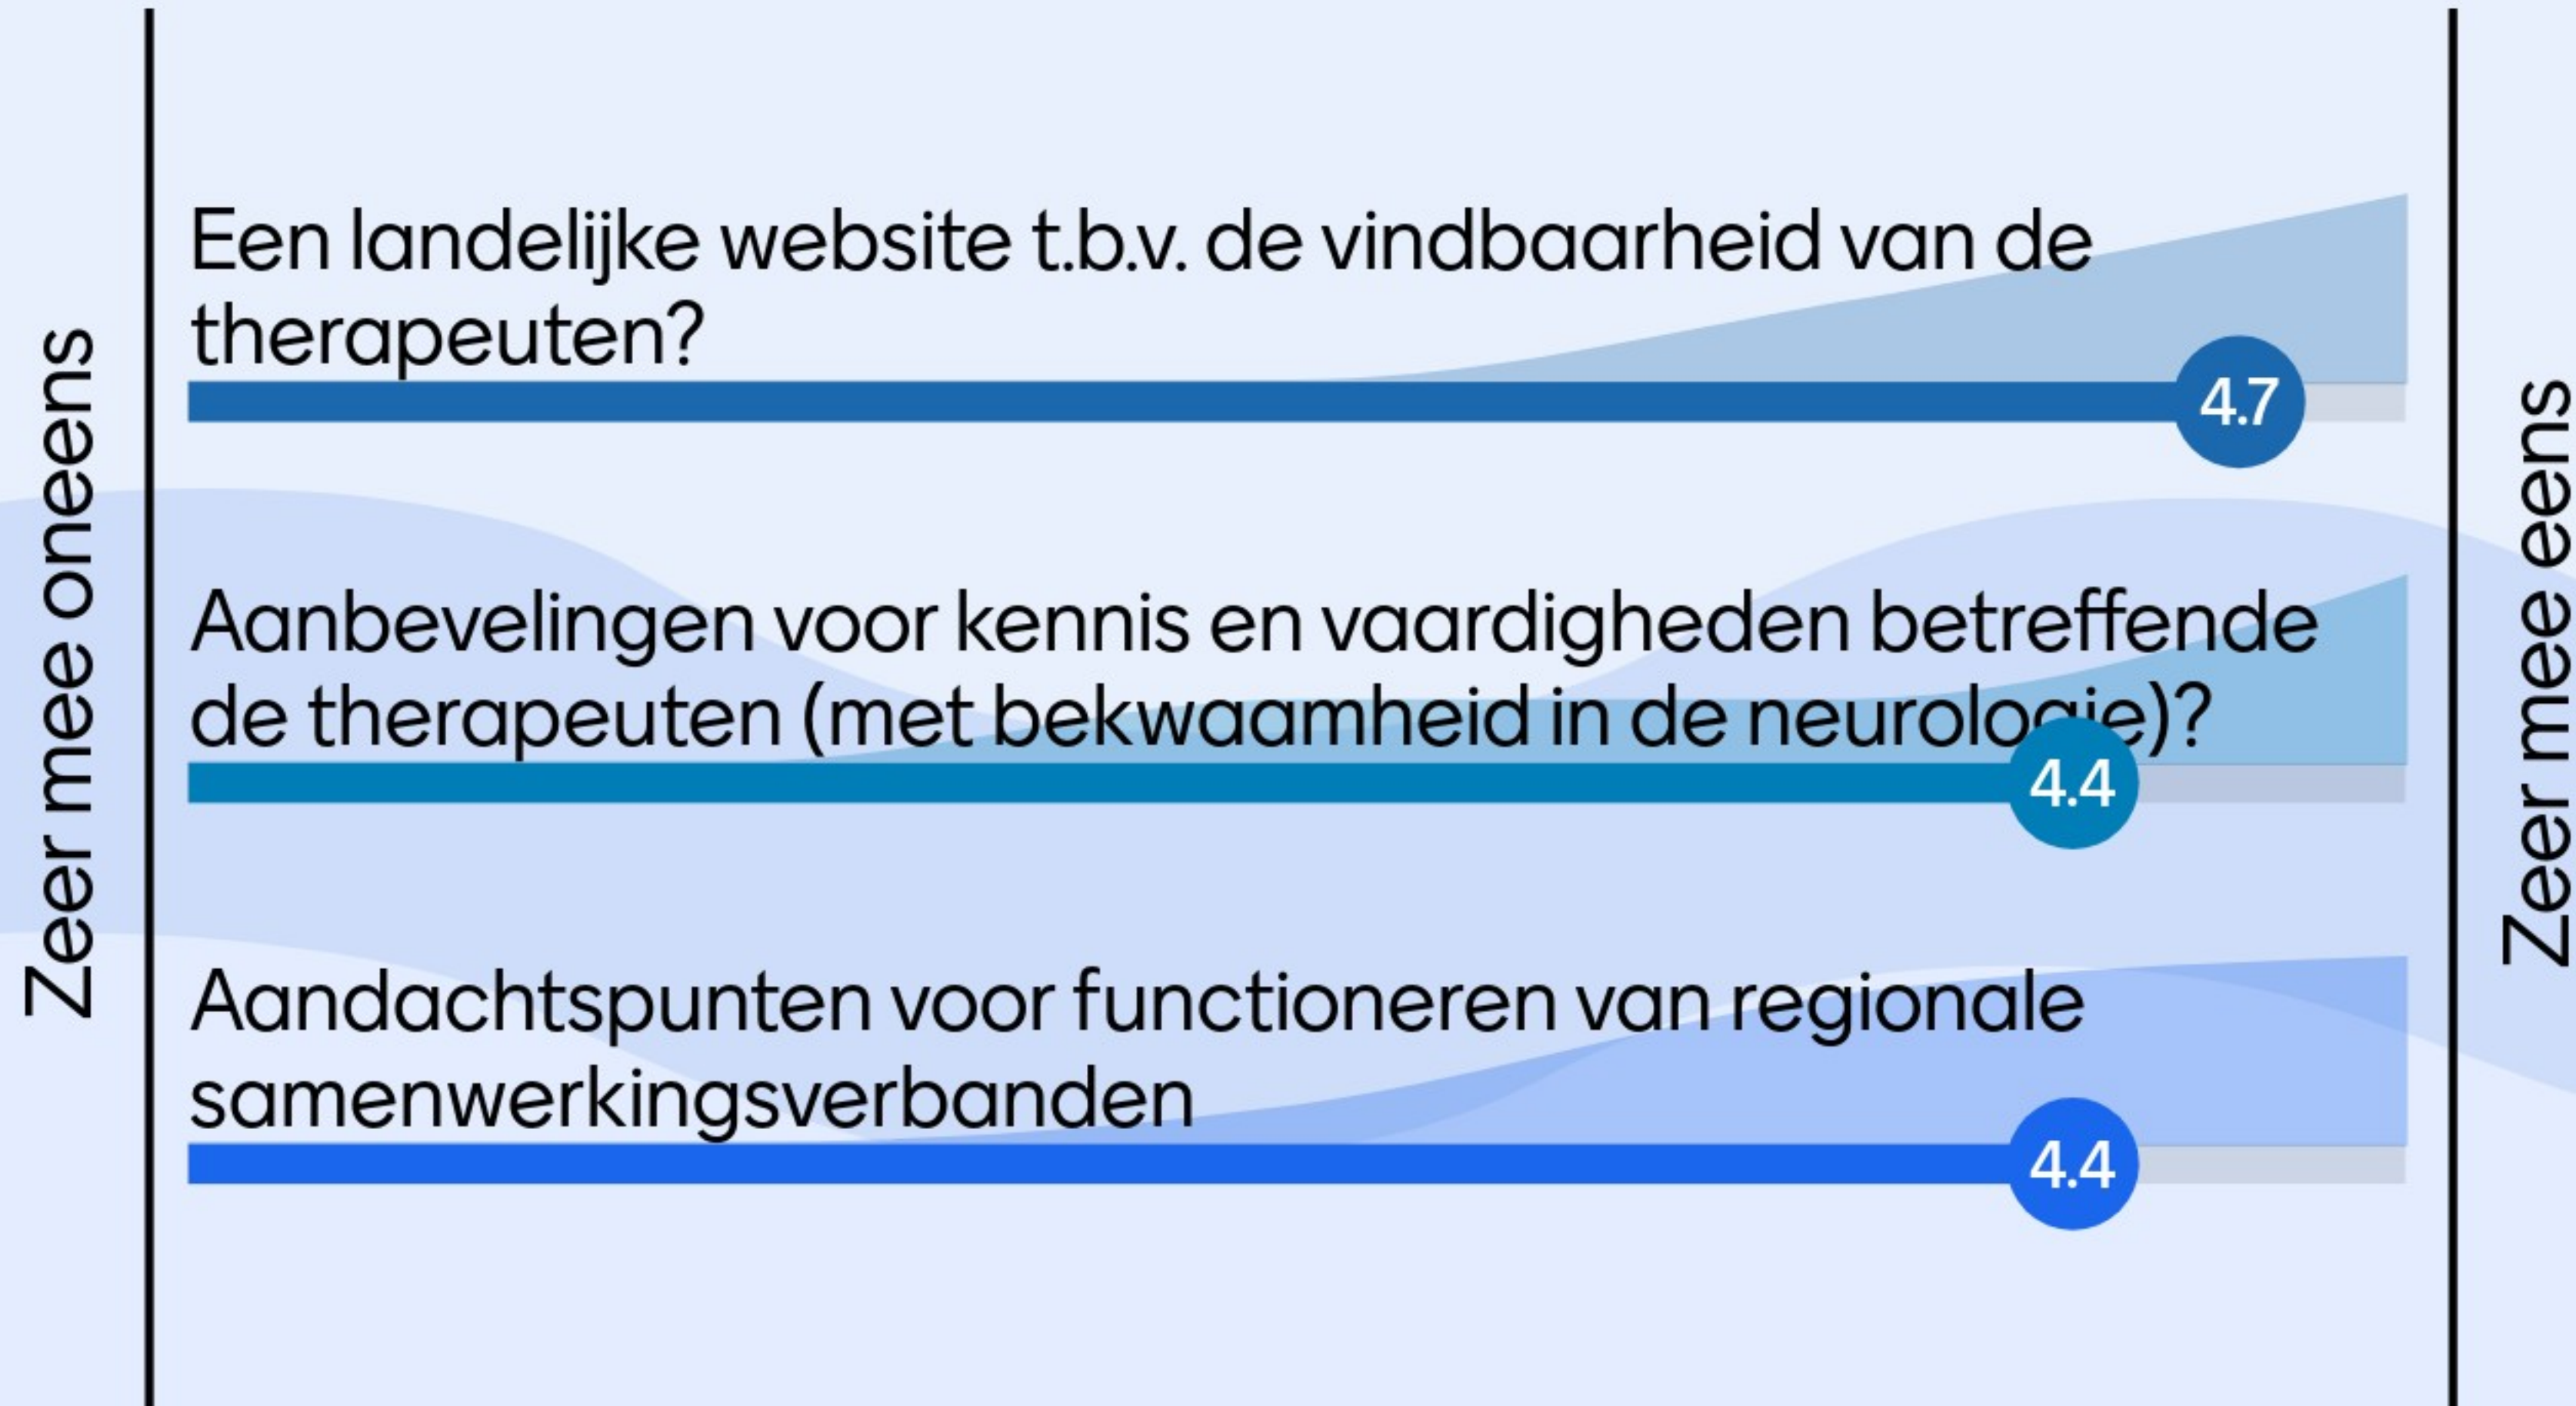 Zeer mee oneens
Een landelijke website t.b.v. de vindbaarheid van de
therapeuten?
4.7
Aanbevelingen voor kennis en vaardigheden betreffende
de therapeuten (met bekwaamheid in de neurologie)?
4.4
Aandachtspunten voor functioneren van regionale
samenwerkingsverbanden
4.4
Zeer mee eens